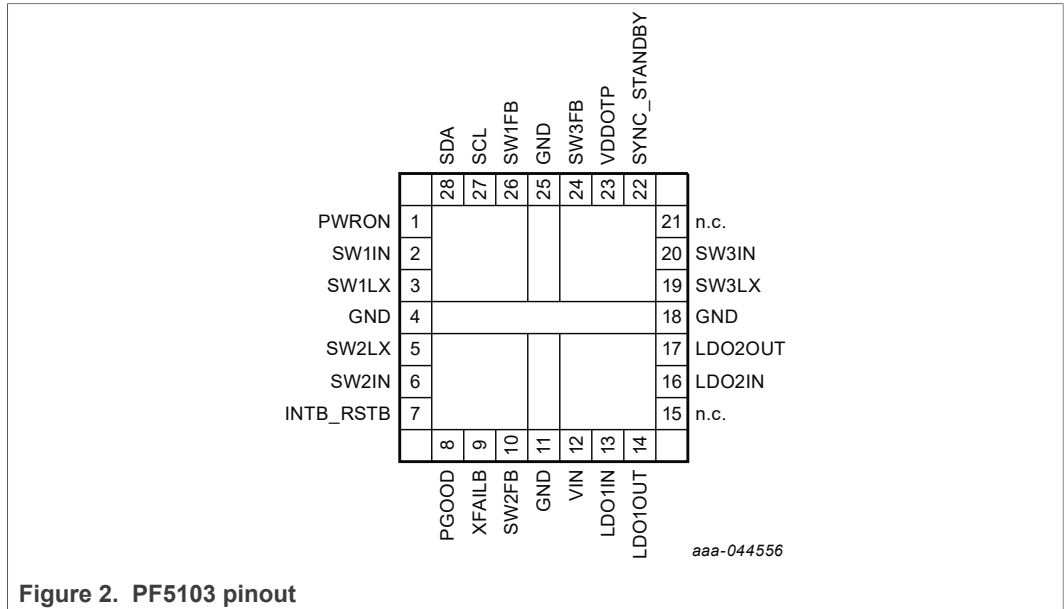 SDA
SCL
SW1FB
GND
SW3FB
VDDOTP
SYNC_STANDBY
28
27
26
25
24
23
22
PWRON 1
21 n.c.
SW1IN 2
20 SW3IN
SW1LX 3
19 SW3LX
GND 4
18 GND
SW2LX 5
17 LDO2OUT
SW2IN 6
16 LDO2IN
INTB_RSTB 7
15 n.c.
8
9
10
11
12
13
14
PGOOD
XFAILB
SW2FB
GND
VIN
LDO1IN
LDO1OUT
aaa-044556
Figure 2. PF5103 pinout